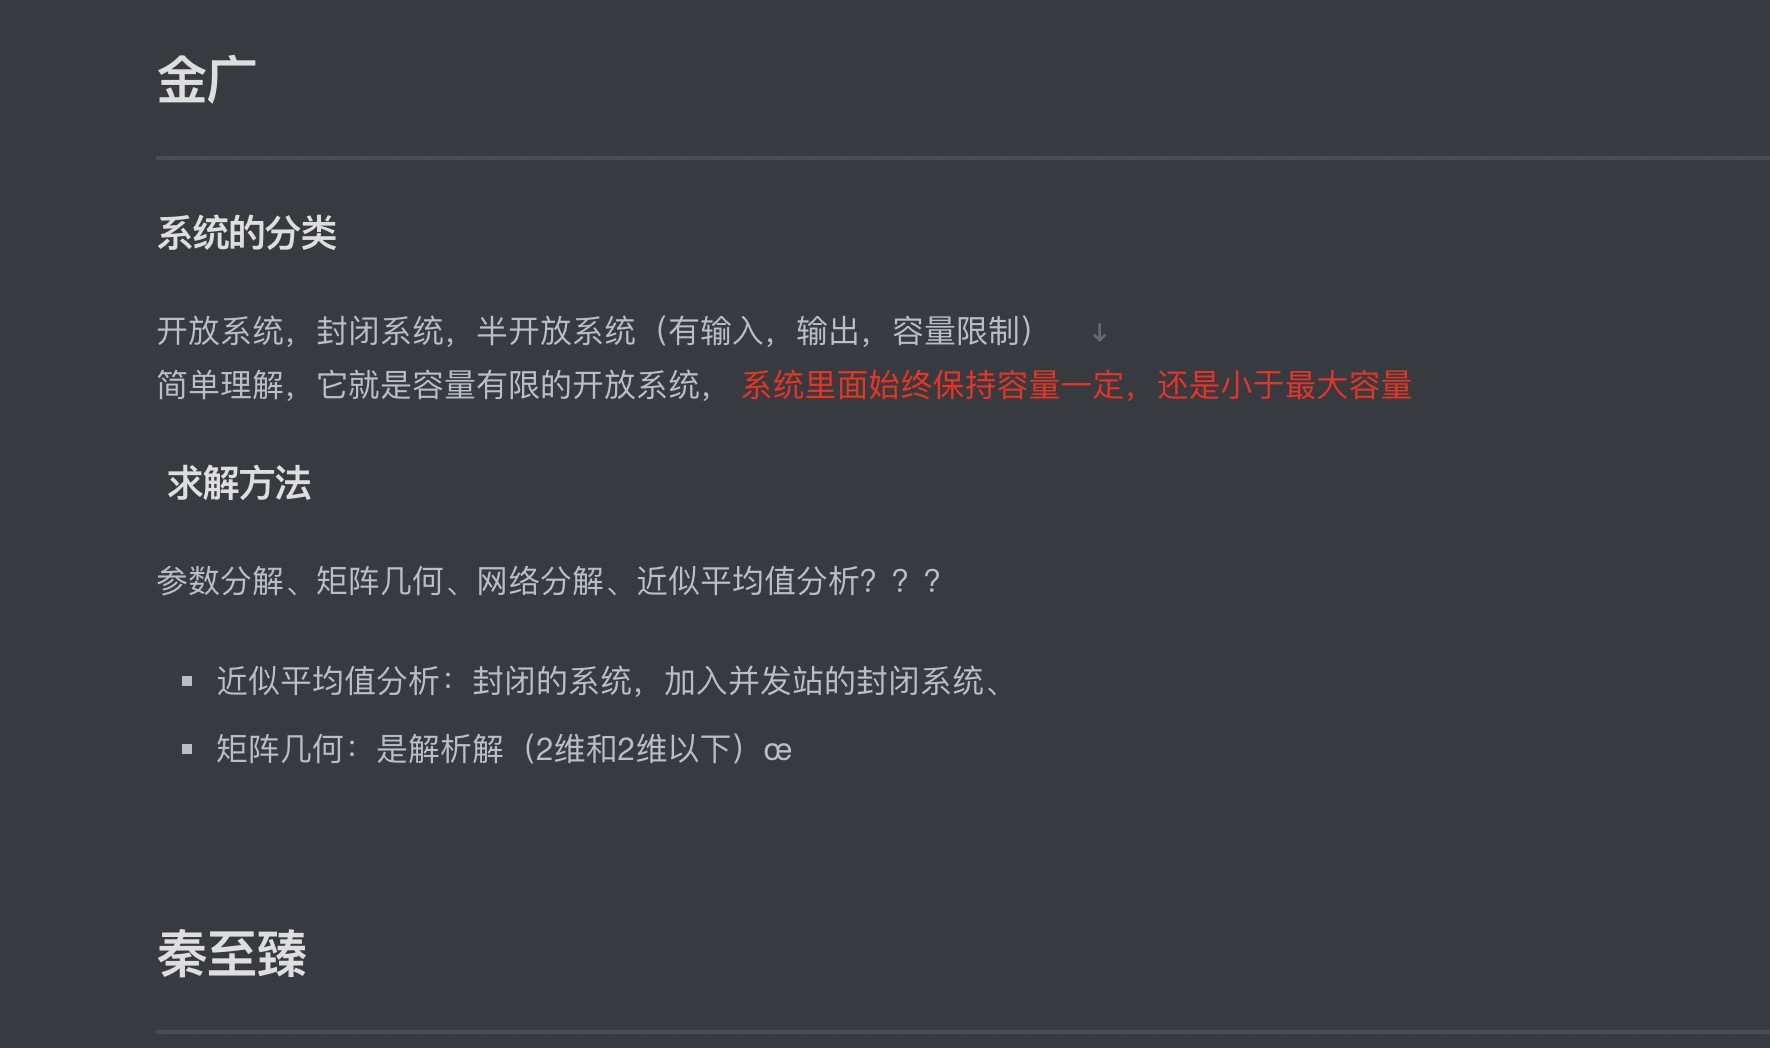 金广
系统的分类
开放系统，封闭系统，半开放系统（有输入，输出，容量限制） ↓
简单理解，它就是容量有限的开放系统， 系统里面始终保持容量一定，还是小于最大容量
求解方法
参数分解、矩阵几何、网络分解、近似平均值分析？？？
▪ 近似平均值分析：封闭的系统，加入并发站的封闭系统、
▪ 矩阵几何：是解析解（2维和2维以下）œ
秦至臻